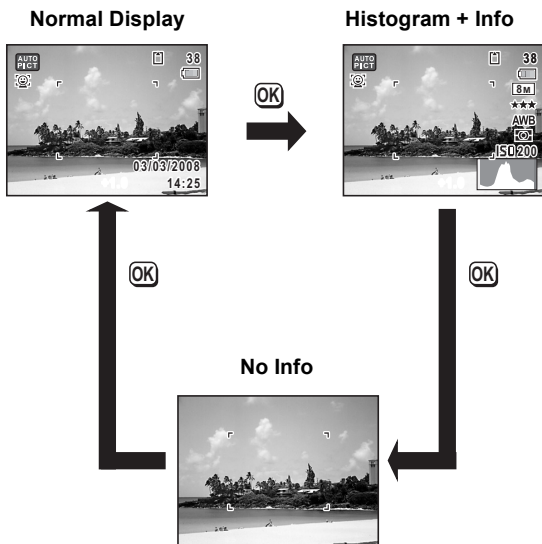 Normal Display
Histogram + Info
AUTO PICT
38
03/03/2008
14:25
OK
AUTO PICT
38
8M
AWB
ISO 200
OK
OK
No Info